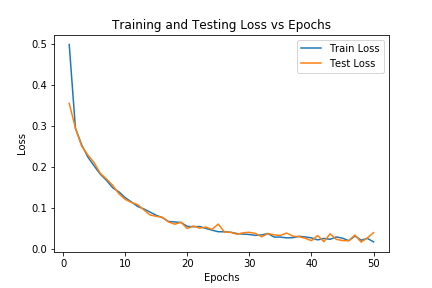 Training and Testing Loss vs Epochs
Train Loss
Test Loss
0.5
0.4
0.3
0.2
0.1
0.0
Loss
0 10 20 30 40 50
Epochs